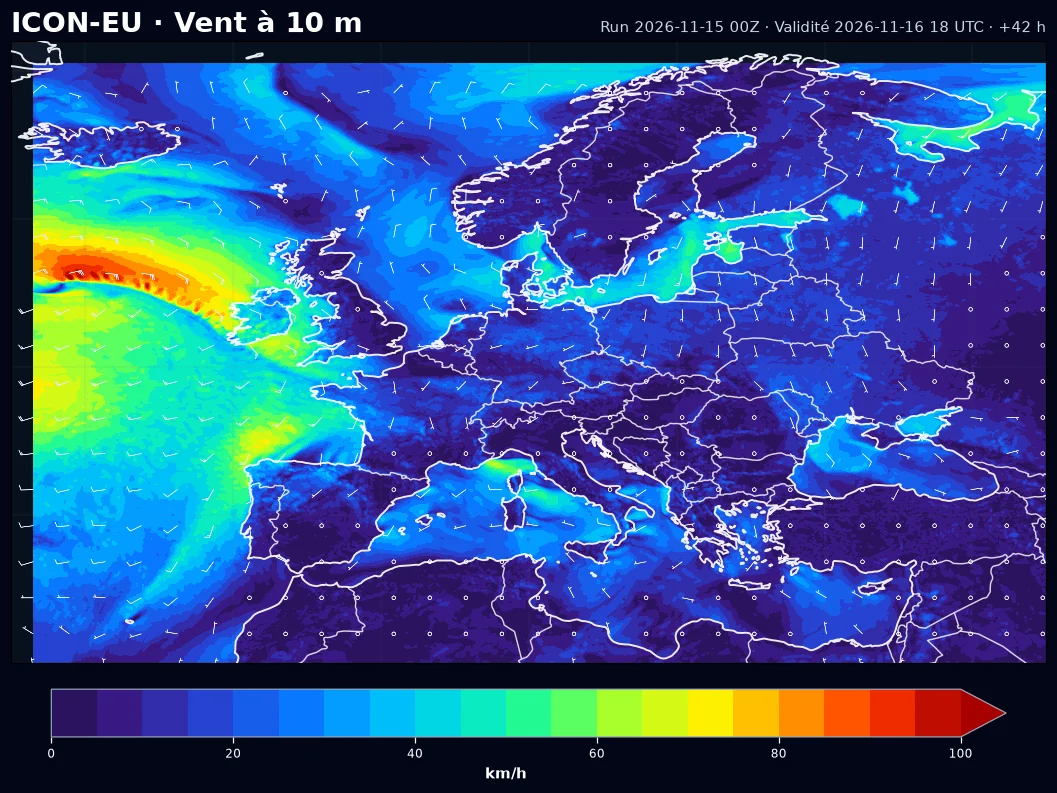 ICON-EU · Vent à 10 m
Run 2026-11-15 00Z · Validité 2026-11-16 18 UTC · +42 h
0 20 40 60 80 100
km/h